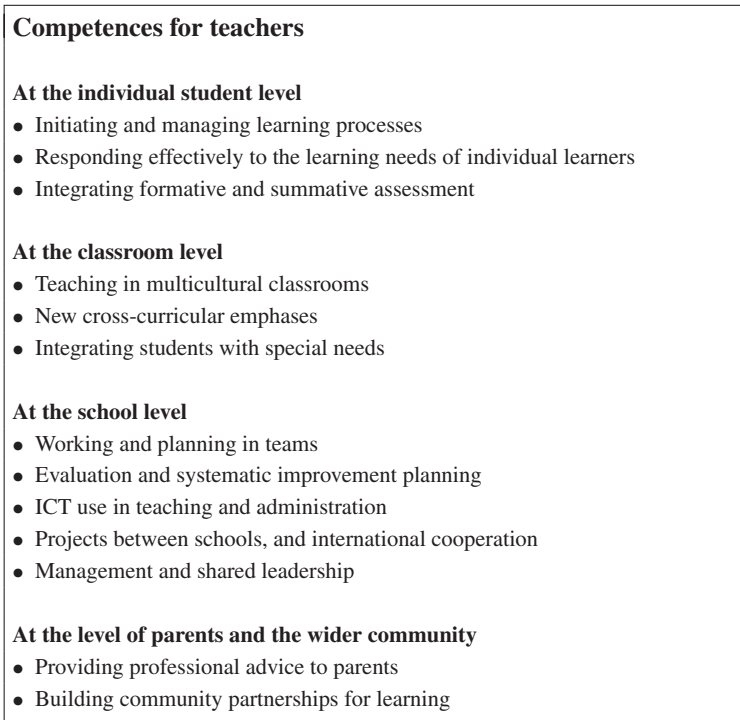 Competences for teachers
At the individual student level
• Initiating and managing learning processes
• Responding effectively to the learning needs of individual learners
• Integrating formative and summative assessment
At the classroom level
• Teaching in multicultural classrooms
• New cross-curricular emphases
• Integrating students with special needs
At the school level
• Working and planning in teams
• Evaluation and systematic improvement planning
• ICT use in teaching and administration
• Projects between schools, and international cooperation
• Management and shared leadership
At the level of parents and the wider community
• Providing professional advice to parents
• Building community partnerships for learning